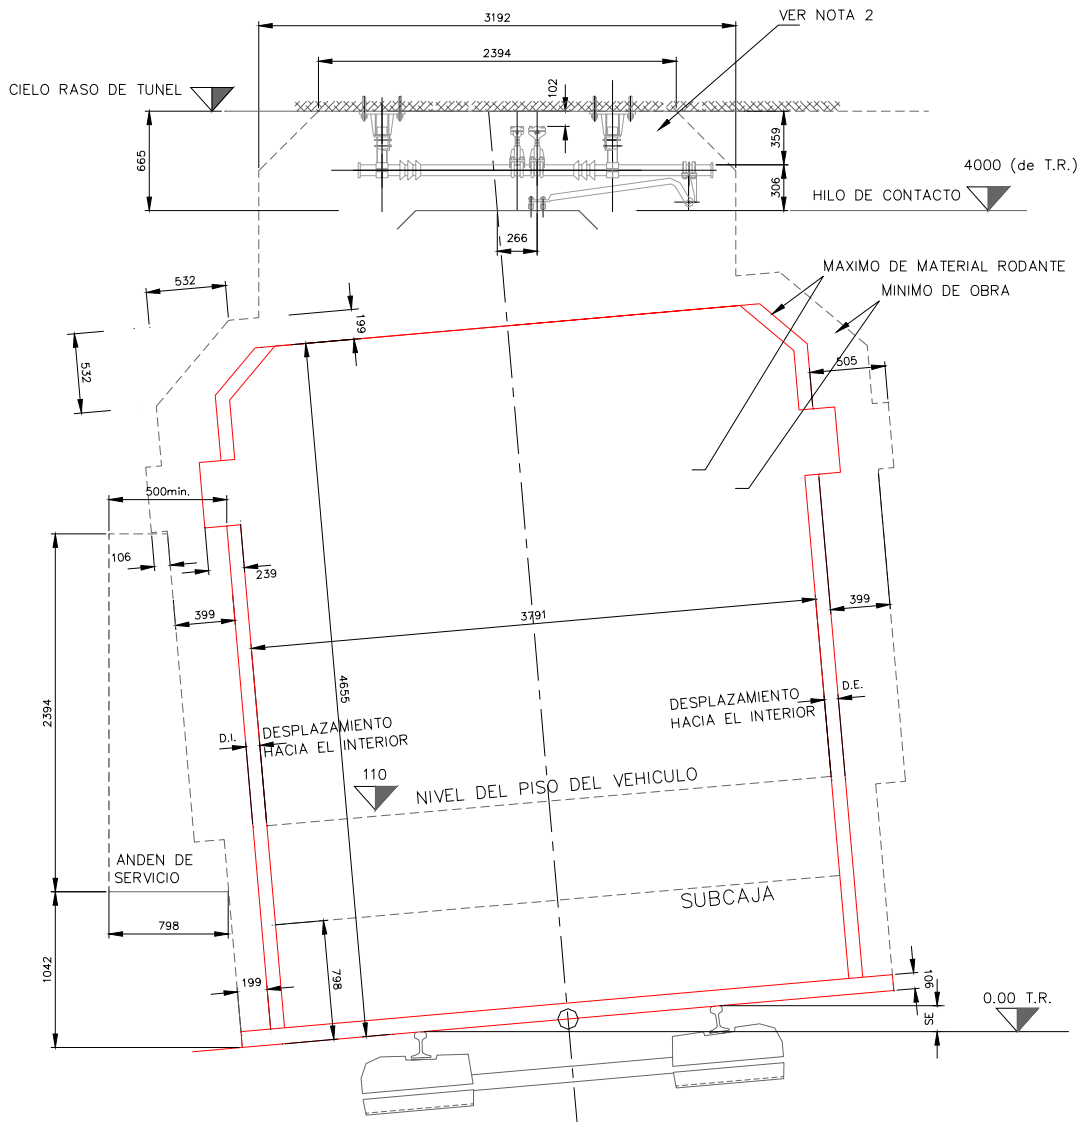 3192
VER NOTA 2
2394
CIELO RASO DE TUNEL
102
359
665
306
4000 (de T.R.)
HILO DE CONTACTO
266
MAXIMO DE MATERIAL RODANTE
MINIMO DE OBRA
532
199
532
505
500min.
106
239
399
3791
399
4655
2394
D.I.
DESPLAZAMIENTO
HACIA EL INTERIOR
DESPLAZAMIENTO
HACIA EL INTERIOR
D.E.
110
NIVEL DEL PISO DEL VEHICULO
ANDEN DE
SERVICIO
SUBCAJA
798
1042
199
798
106
SE
0.00 T.R.